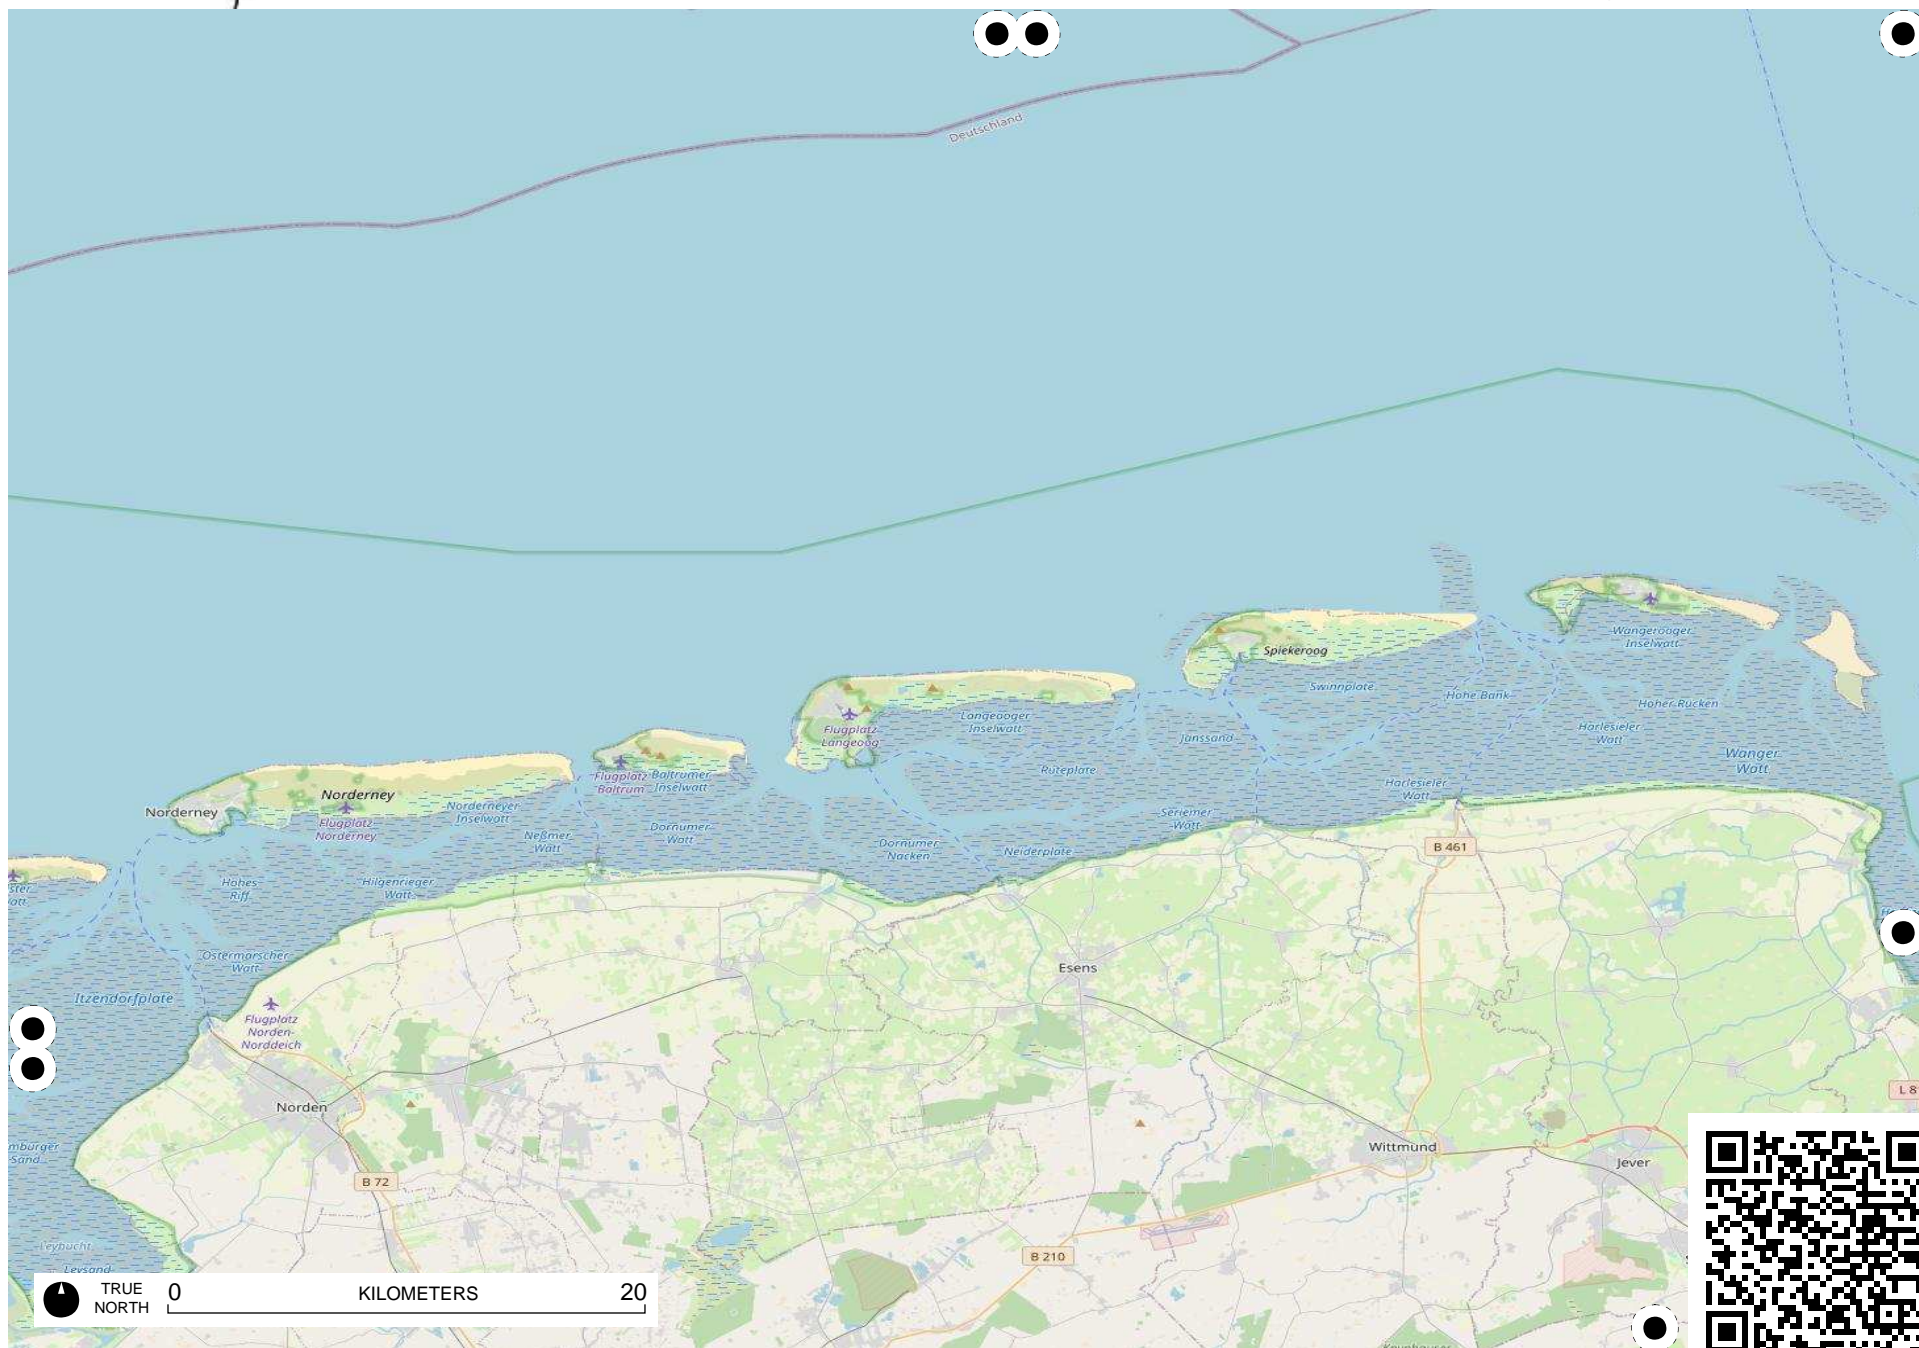 Deutschland
Wangerooger
Inselwatt
Spiekeroog
Swinnplate
Hohe Bank
Hoher Rücken
Langeooger
Inselwatt
Harlesieler
Watt
Flugplatz
Langeoog
Janssand
Wanger
Watt
Ruteplate
Flugplatz
Baltrum
Baltrumer
Inselwatt
Harlesieler
Watt
Norderney
Norderney
Norderneyer
Inselwatt
Flugplatz
Norderney
Neßmer
Watt
Dornumer
Watt
Seriemer
Watt
Dornumer
Nacken
Neiderplate
B 461
Hohes
Riff
Hilgenrieger
Watt
Ostermarscher
Watt
Esens
Itzendorfplate
Flugplatz
Norden-
Norddeich
Norden
L 8
Wittmund
Jever
B 72
Leybucht
Leysand
B 210
TRUE
NORTH
0 KILOMETERS 20